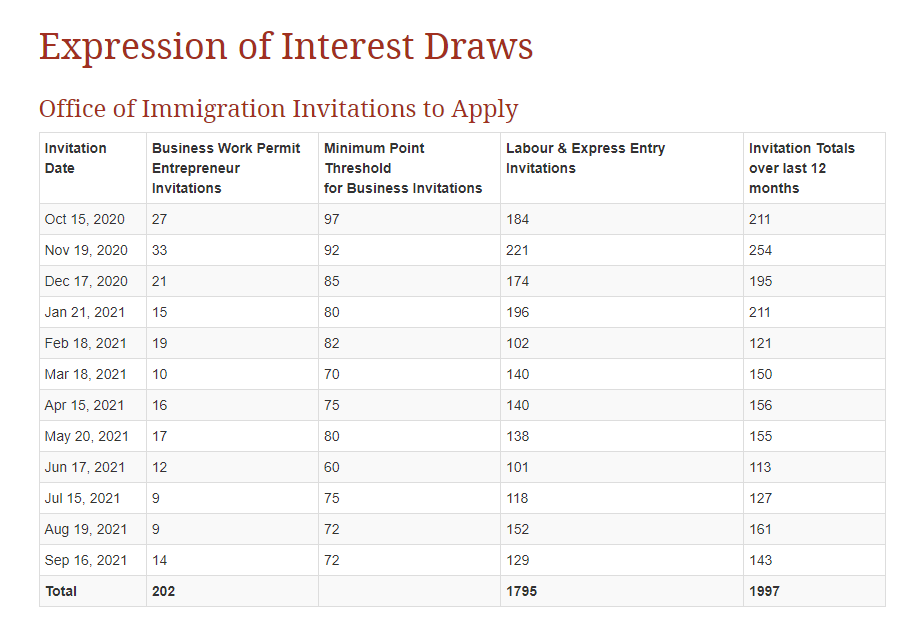 Expression of Interest Draws
Office of Immigration Invitations to Apply
Invitation Date | Business Work Permit Entrepreneur Invitations | Minimum Point Threshold for Business Invitations | Labour & Express Entry Invitations | Invitation Totals over last 12 months
Oct 15, 2020 | 27 | 97 | 184 | 211
Nov 19, 2020 | 33 | 92 | 221 | 254
Dec 17, 2020 | 21 | 85 | 174 | 195
Jan 21, 2021 | 15 | 80 | 196 | 211
Feb 18, 2021 | 19 | 82 | 102 | 121
Mar 18, 2021 | 10 | 70 | 140 | 150
Apr 15, 2021 | 16 | 75 | 140 | 156
May 20, 2021 | 17 | 80 | 138 | 155
Jun 17, 2021 | 12 | 60 | 101 | 113
Jul 15, 2021 | 9 | 75 | 118 | 127
Aug 19, 2021 | 9 | 72 | 152 | 161
Sep 16, 2021 | 14 | 72 | 129 | 143
Total | 202 | | 1795 | 1997